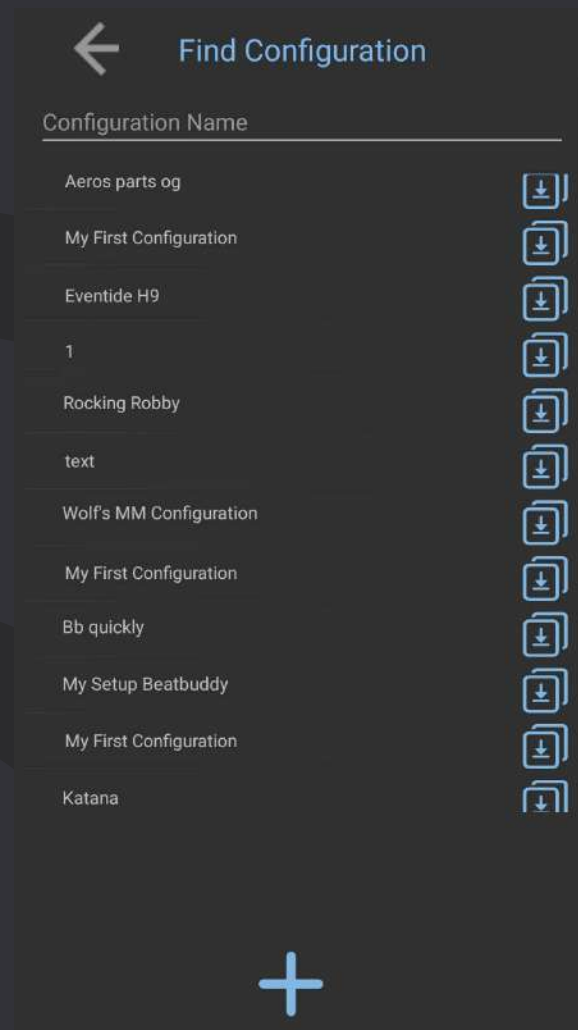 Find Configuration
Configuration Name
Aeros parts og
My First Configuration
Eventide H9
1
Rocking Robby
text
Wolf's MM Configuration
My First Configuration
Bb quickly
My Setup Beatbuddy
My First Configuration
Katana